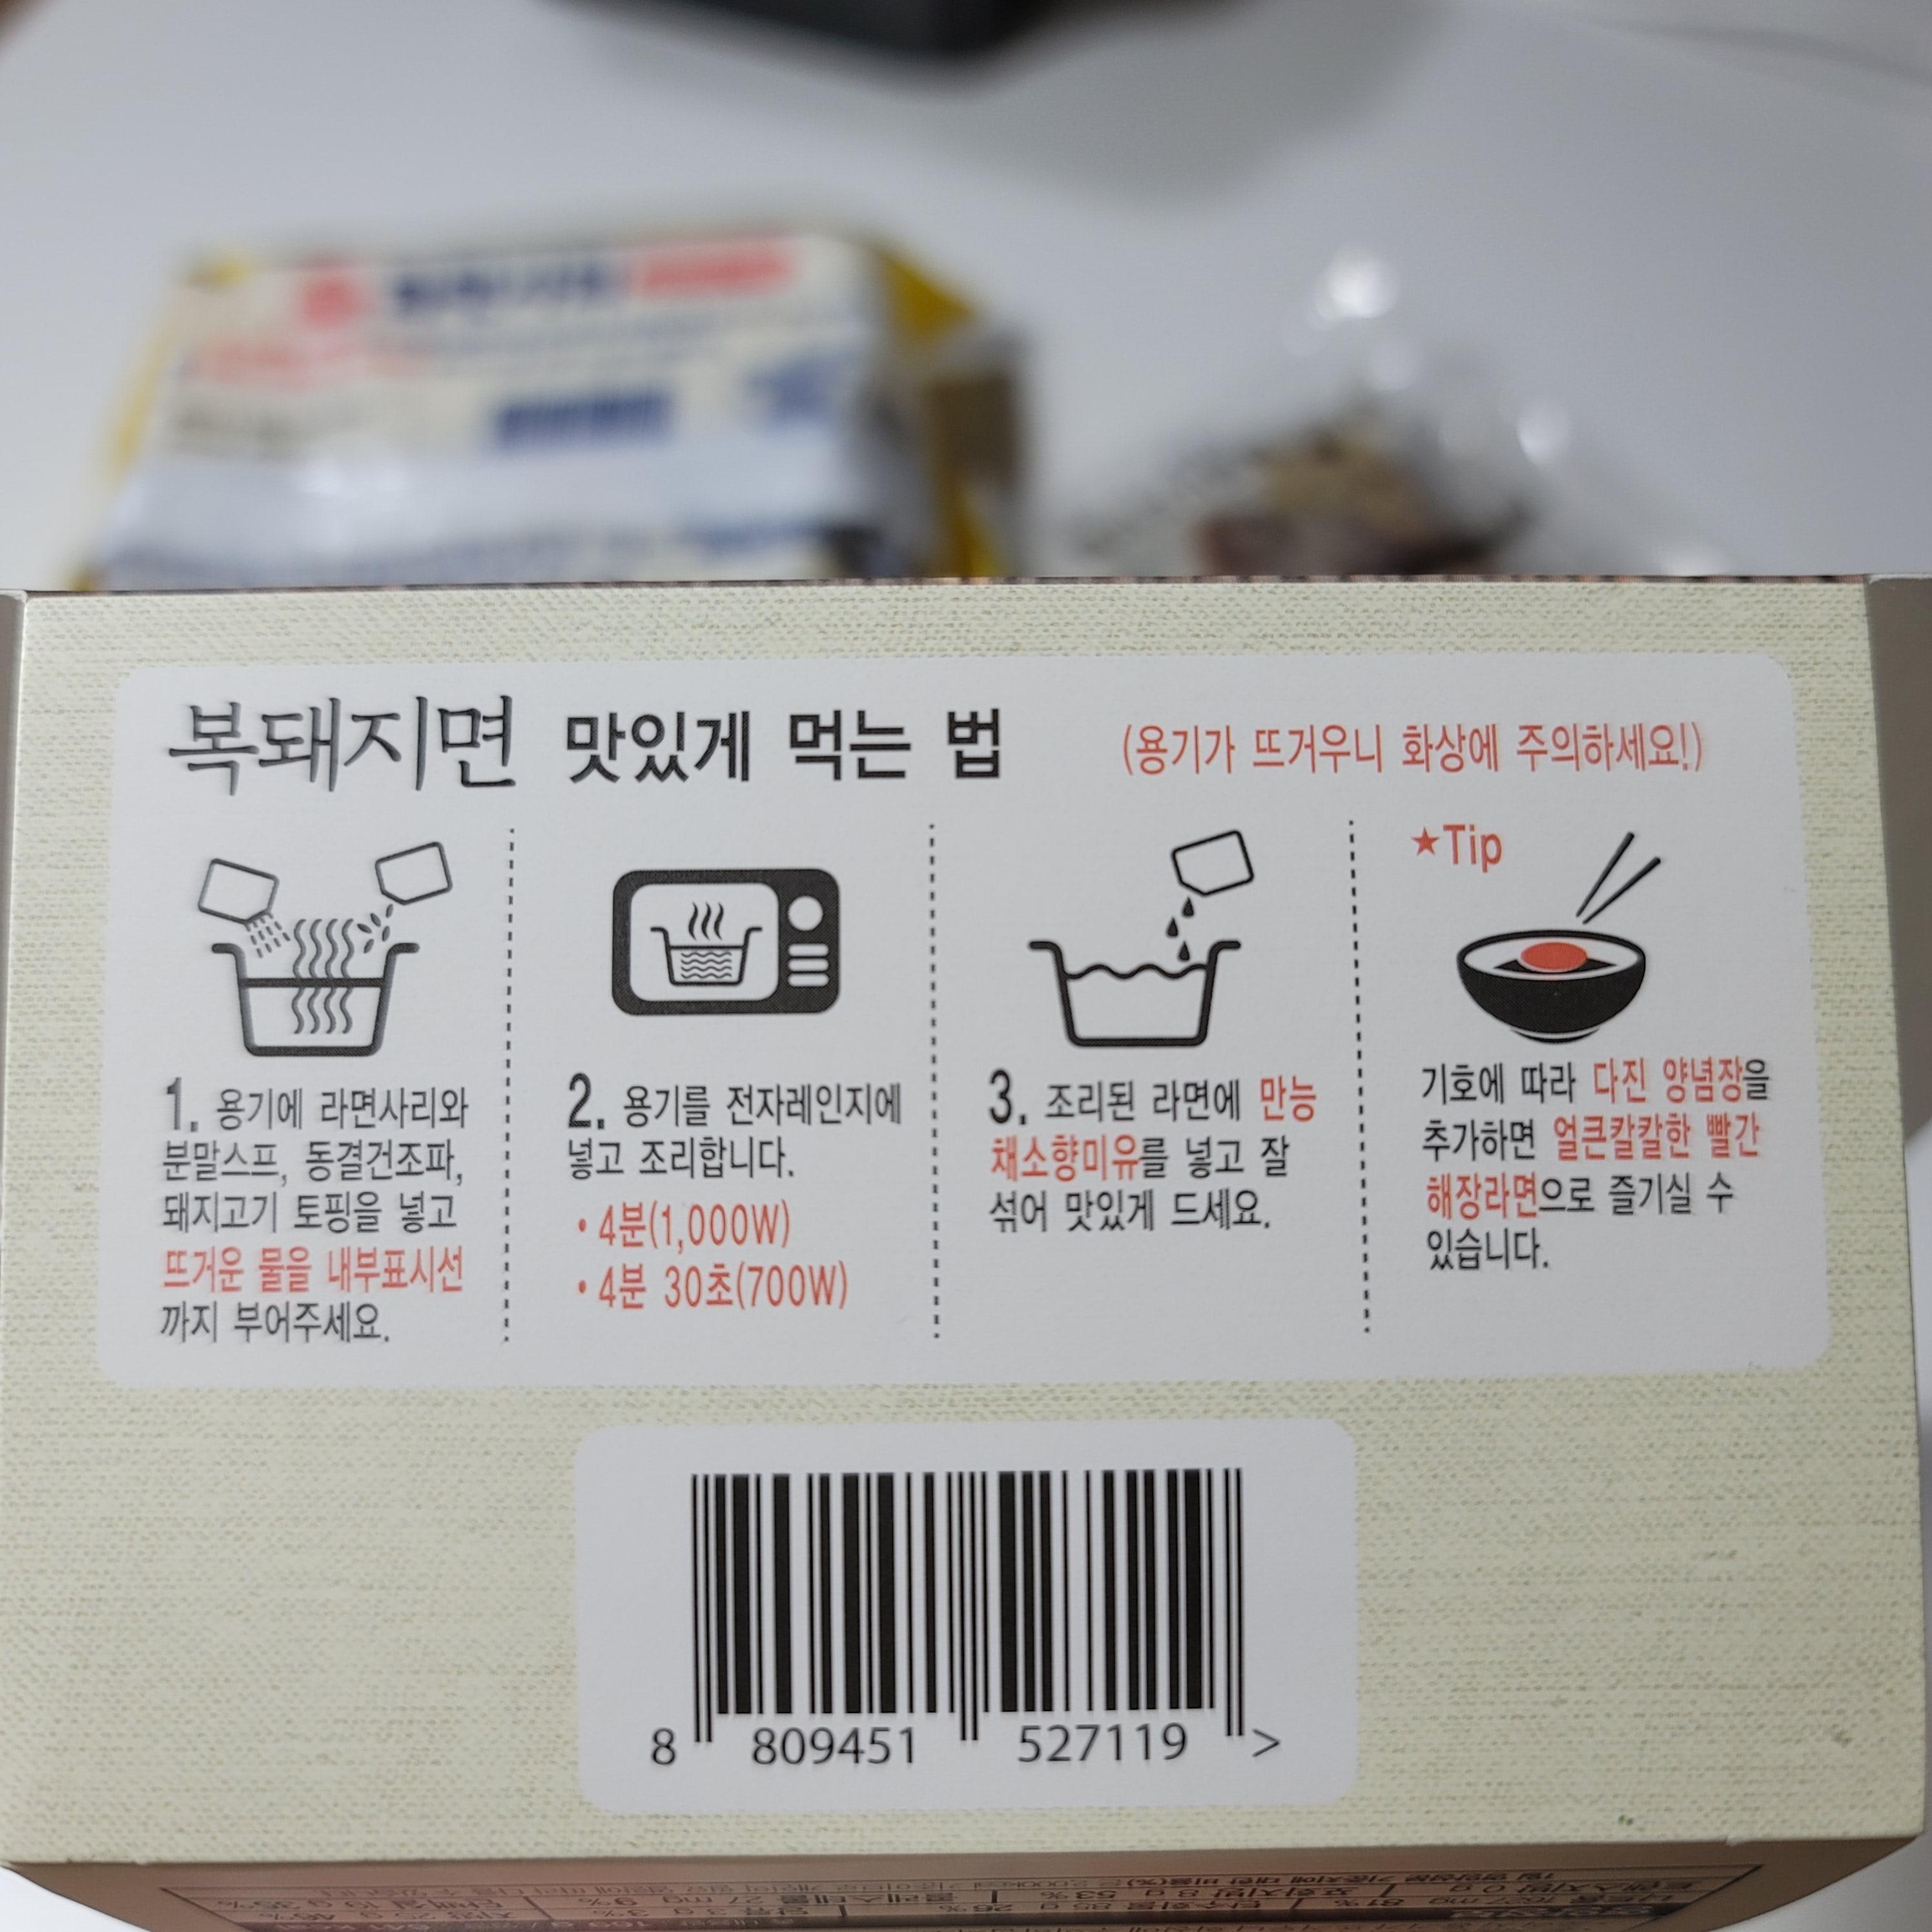 복돼지면 맛있게 먹는 법 (용기가 뜨거우니 화상에 주의하세요!)
1. 용기에 라면사리와
분말스프, 동결건조파,
돼지고기 토핑을 넣고
뜨거운 물을 내부표시선
까지 부어주세요.
2. 용기를 전자레인지에
넣고 조리합니다.
• 4분(1,000W)
• 4분 30초(700W)
3. 조리된 라면에 만능
채소향미유를 넣고 잘
섞어 맛있게 드세요.
★Tip
기호에 따라 다진 양념장을
추가하면 얼큰칼칼한 빨간
해장라면으로 즐기실 수
있습니다.
8 809451 527119 >